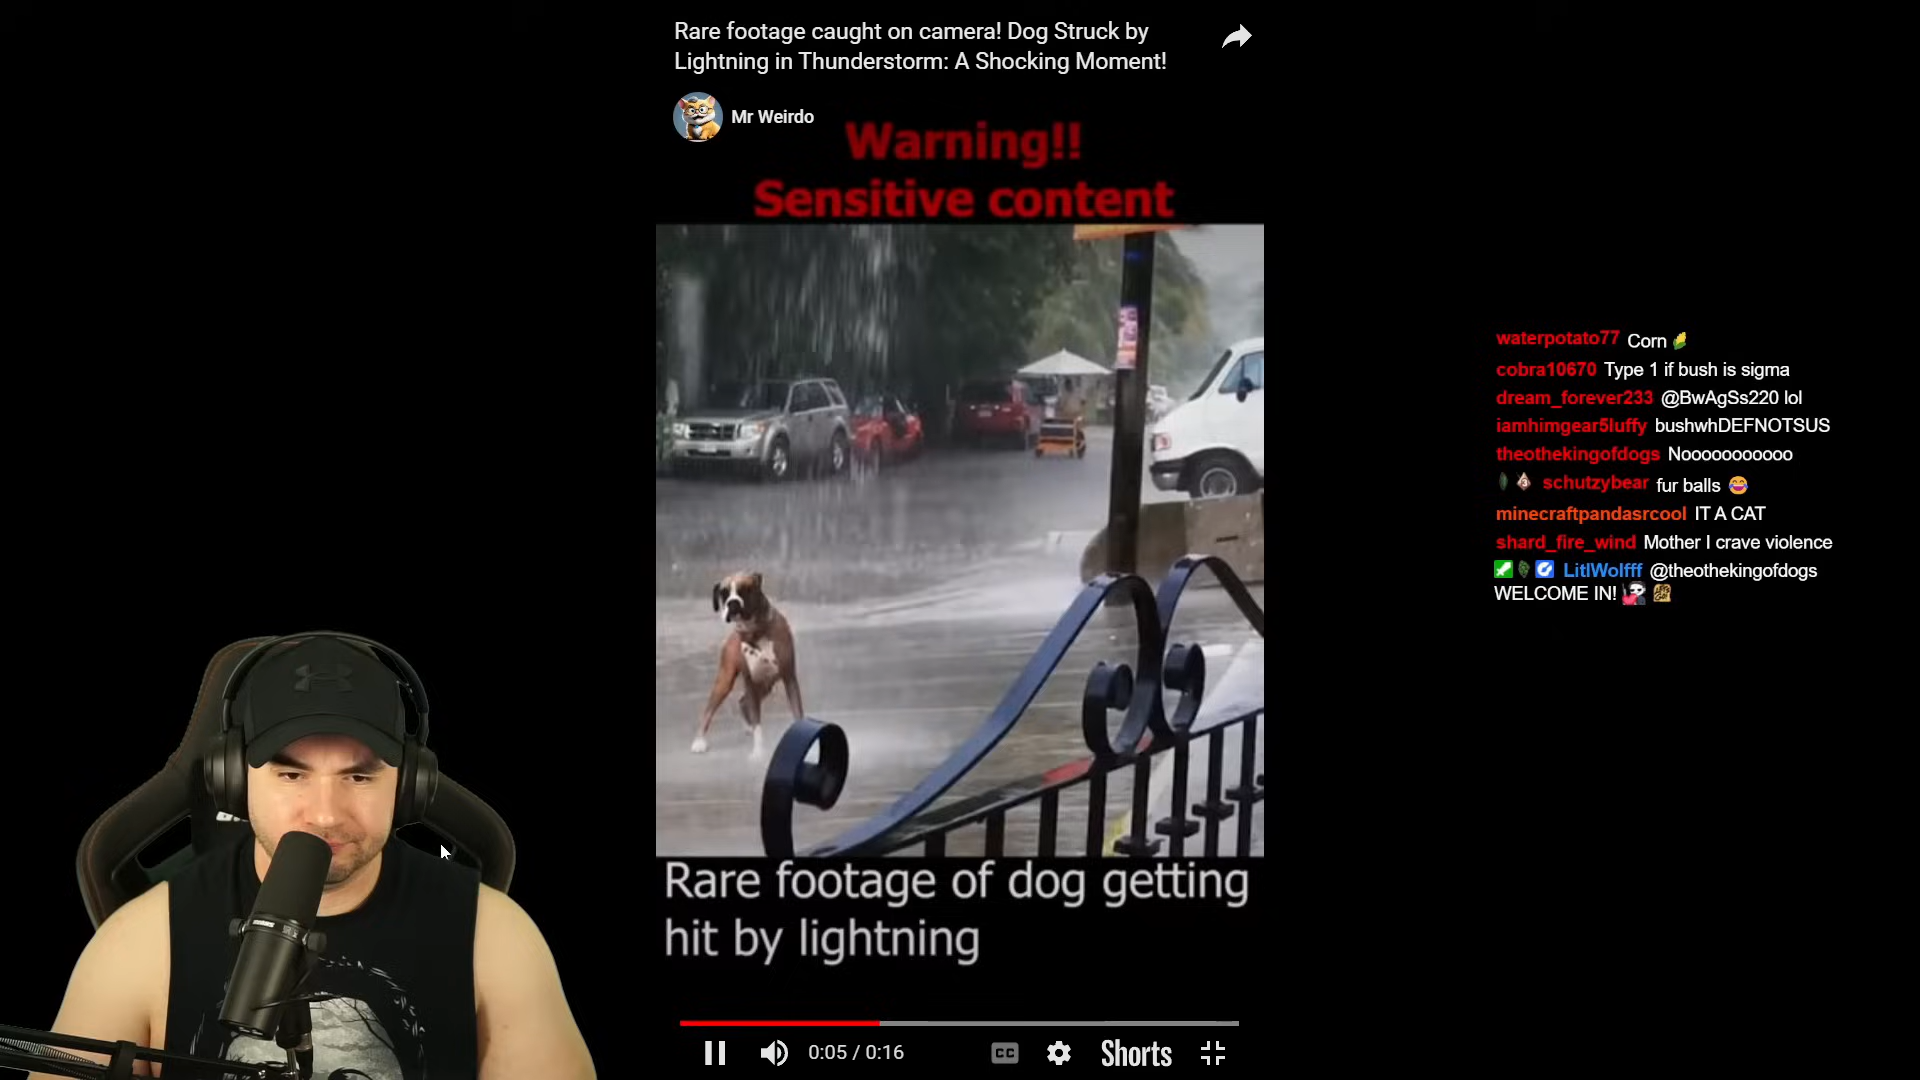 Rare footage caught on camera! Dog Struck by
Lightning in Thunderstorm: A Shocking Moment!
Mr Weirdo
Warning!!
Sensitive content
Rare footage of dog getting
hit by lightning
0:05 / 0:16
CC
Shorts
waterpotato77 Corn 🌽
cobra10670 Type 1 if bush is sigma
dream_forever233 @BwAgSs220 lol
iamhimgear5luffy bushwhDEFNOTSUS
theothekingofdogs Nooooooooooo
schutzybear fur balls 😂
minecraftpandasrcool IT A CAT
shard_fire_wind Mother I crave violence
LitlWolfff @theothekingofdogs
WELCOME IN!